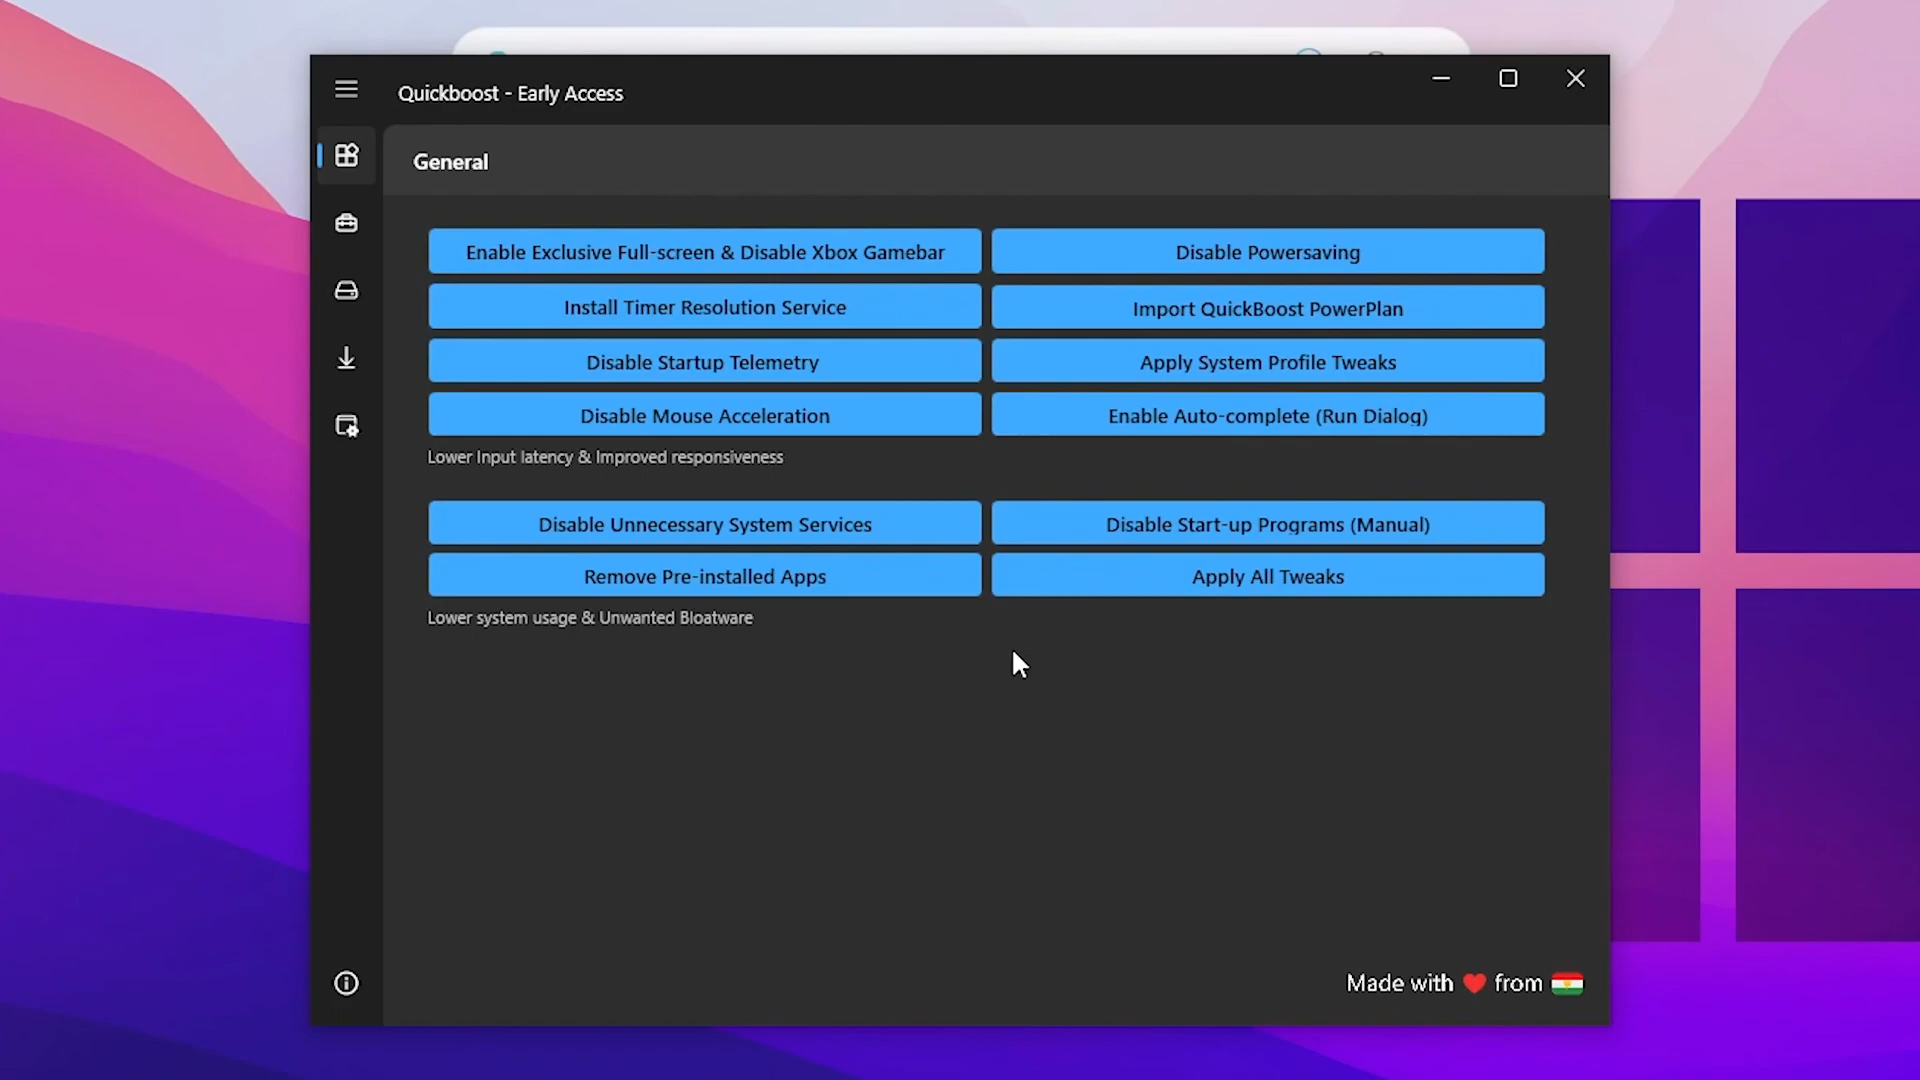 Quickboost - Early Access
General
Enable Exclusive Full-screen & Disable Xbox Gamebar
Disable Powersaving
Install Timer Resolution Service
Import QuickBoost PowerPlan
Disable Startup Telemetry
Apply System Profile Tweaks
Disable Mouse Acceleration
Enable Auto-complete (Run Dialog)
Lower Input latency & Improved responsiveness
Disable Unnecessary System Services
Disable Start-up Programs (Manual)
Remove Pre-installed Apps
Apply All Tweaks
Lower system usage & Unwanted Bloatware
Made with ❤️ from